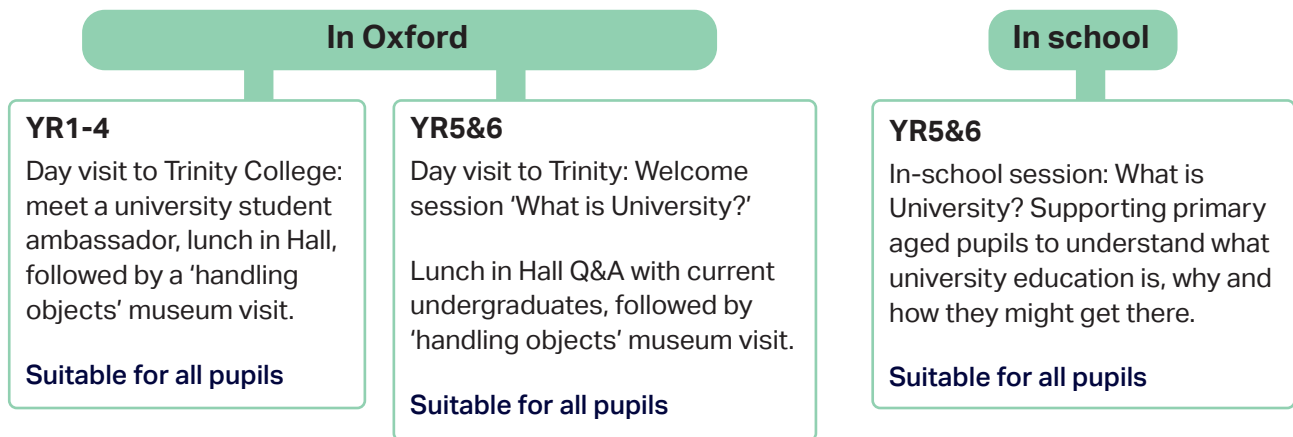 In Oxford
YR1-4
Day visit to Trinity College:
meet a university student
ambassador, lunch in Hall,
followed by a ‘handling
objects’ museum visit.
Suitable for all pupils
YR5&6
Day visit to Trinity: Welcome
session ‘What is University?’
Lunch in Hall Q&A with current
undergraduates, followed by
‘handling objects’ museum visit.
Suitable for all pupils
In school
YR5&6
In-school session: What is
University? Supporting primary
aged pupils to understand what
university education is, why and
how they might get there.
Suitable for all pupils